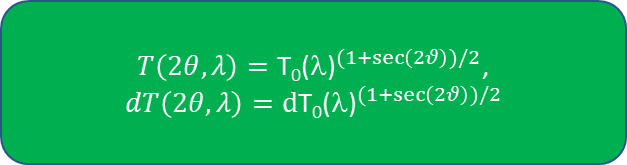 T(2θ, λ) = T₀(λ)^(1+sec(2ϑ))/2,
dT(2θ, λ) = dT₀(λ)^(1+sec(2ϑ))/2